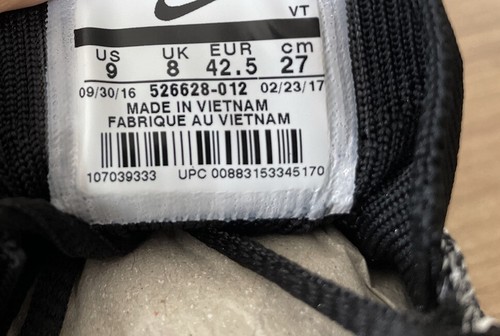 VT
US UK EUR cm
9 8 42.5 27
09/30/16 526628-012 02/23/17
MADE IN VIETNAM
FABRIQUE AU VIETNAM
107039333 UPC 00883153345170